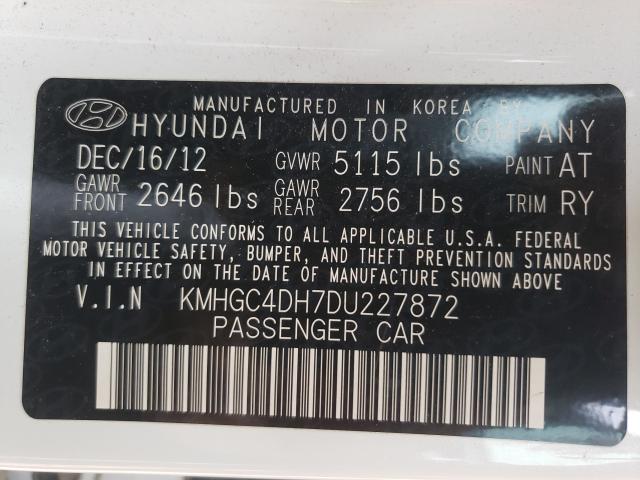 MANUFACTURED IN KOREA BY
HYUNDAI MOTOR COMPANY
DEC/16/12 GVWR 5115 lbs PAINT AT
GAWR FRONT 2646 lbs GAWR REAR 2756 lbs TRIM RY
THIS VEHICLE CONFORMS TO ALL APPLICABLE U.S.A. FEDERAL
MOTOR VEHICLE SAFETY, BUMPER, AND THEFT PREVENTION STANDARDS
IN EFFECT ON THE DATE OF MANUFACTURE SHOWN ABOVE
V.I.N KMHGC4DH7DU227872
PASSENGER CAR